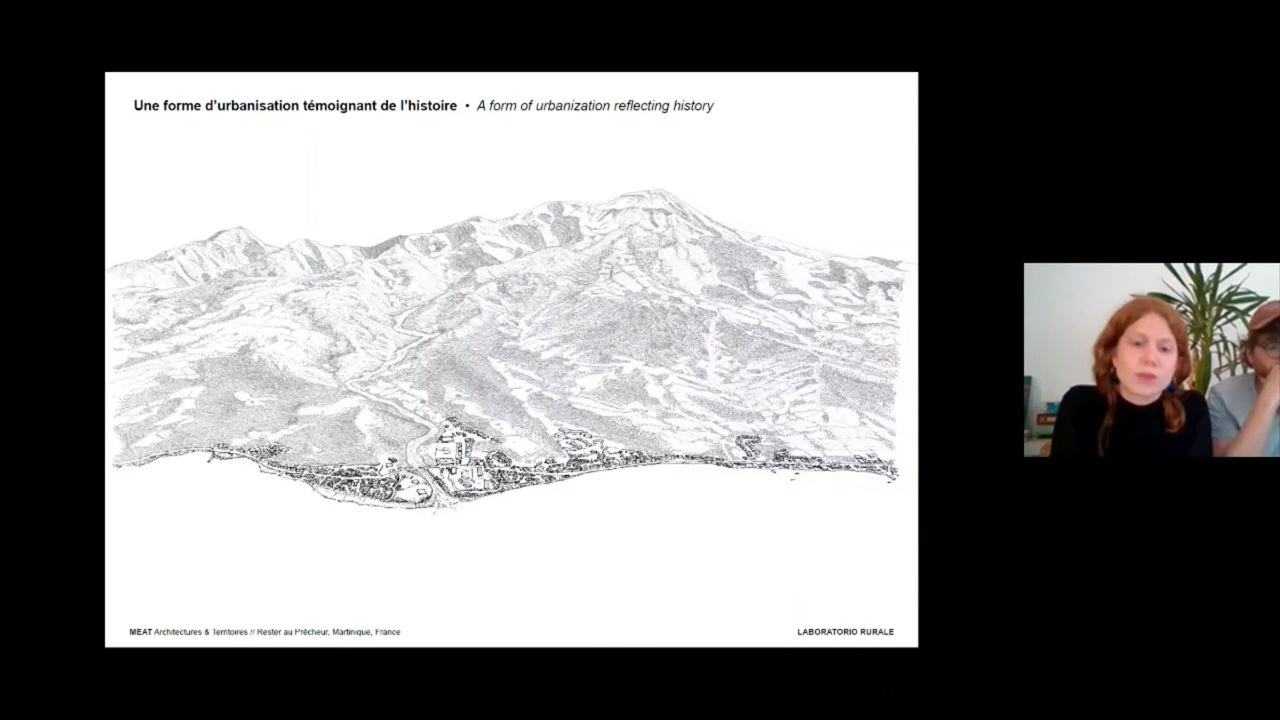 Une forme d'urbanisation témoignant de l'histoire • A form of urbanization reflecting history
MEAT Architectures & Territoires // Rester au Prêcheur, Martinique, France
LABORATORIO RURALE